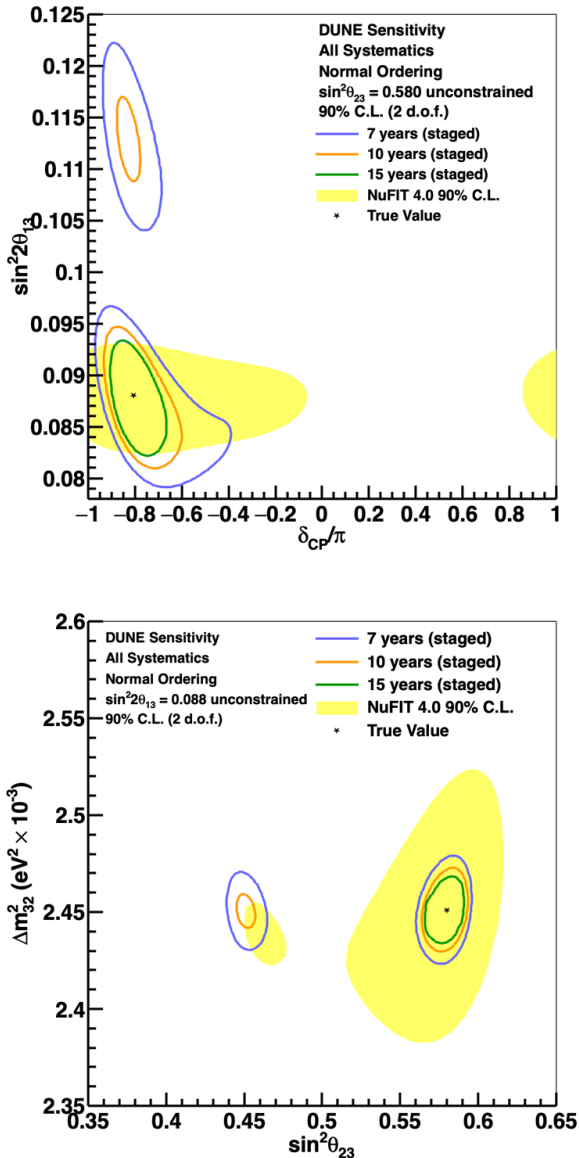 DUNE Sensitivity
All Systematics
Normal Ordering
sin²θ₂₃ = 0.580 unconstrained
90% C.L. (2 d.o.f.)
7 years (staged)
10 years (staged)
15 years (staged)
NuFIT 4.0 90% C.L.
True Value
0.125
0.12
0.115
0.11
0.105
0.1
0.095
0.09
0.085
0.08
sin²2θ₁₃
−1 −0.8 −0.6 −0.4 −0.2 0 0.2 0.4 0.6 0.8 1
δCP/π
DUNE Sensitivity
All Systematics
Normal Ordering
sin²2θ₁₃ = 0.088 unconstrained
90% C.L. (2 d.o.f.)
7 years (staged)
10 years (staged)
15 years (staged)
NuFIT 4.0 90% C.L.
True Value
2.6
2.55
2.5
2.45
2.4
2.35
Δm²₃₂ (eV² × 10⁻³)
0.35 0.4 0.45 0.5 0.55 0.6 0.65
sin²θ₂₃